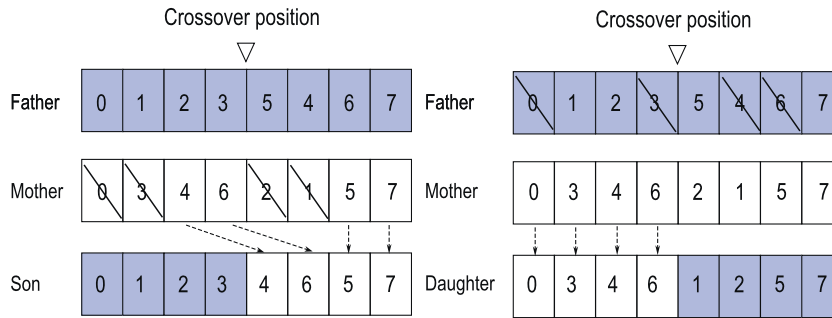 Crossover position
Father 0 1 2 3 5 4 6 7
Mother 0 3 4 6 2 1 5 7
Son 0 1 2 3 4 6 5 7
Crossover position
Father 0 1 2 3 5 4 6 7
Mother 0 3 4 6 2 1 5 7
Daughter 0 3 4 6 1 2 5 7